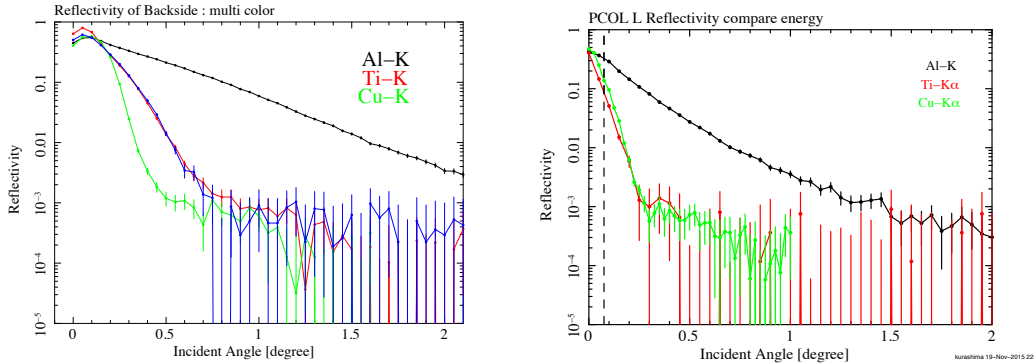 Reflectivity of Backside : multi color
Reflectivity
1
0.1
0.01
10−3
10−4
10−5
Al−K
Ti−K
Cu−K
0
0.5
1
1.5
2
Incident Angle [degree]
PCOL L Reflectivity compare energy
Reflectivity
1
0.1
0.01
10−3
10−4
10−5
Al−K
Ti−Kα
Cu−Kα
0
0.5
1
1.5
2
Incident Angle [degree]
kurashima 19−Nov−2015 22